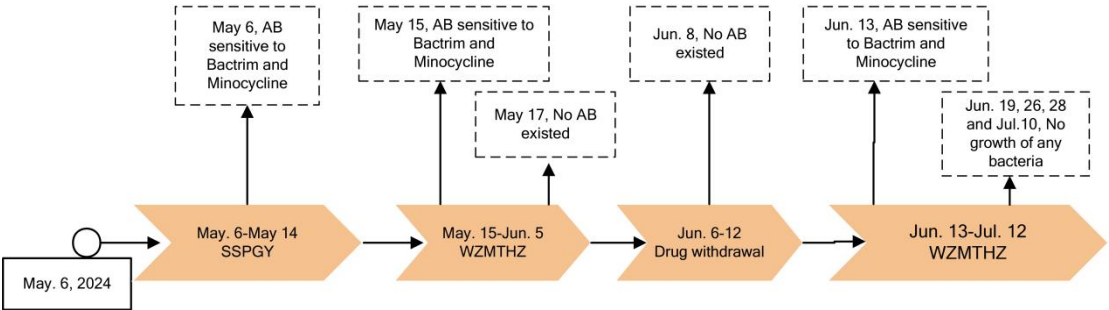 May 6, AB
sensitive to
Bactrim and
Minocycline
May 15, AB sensitive to
Bactrim and
Minocycline
May 17, No AB
existed
Jun. 8, No AB
existed
Jun. 13, AB sensitive
to Bactrim and
Minocycline
Jun. 19, 26, 28
and Jul.10, No
growth of any
bacteria
May. 6, 2024
May. 6-May 14
SSPGY
May. 15-Jun. 5
WZMTHZ
Jun. 6-12
Drug withdrawal
Jun. 13-Jul. 12
WZMTHZ